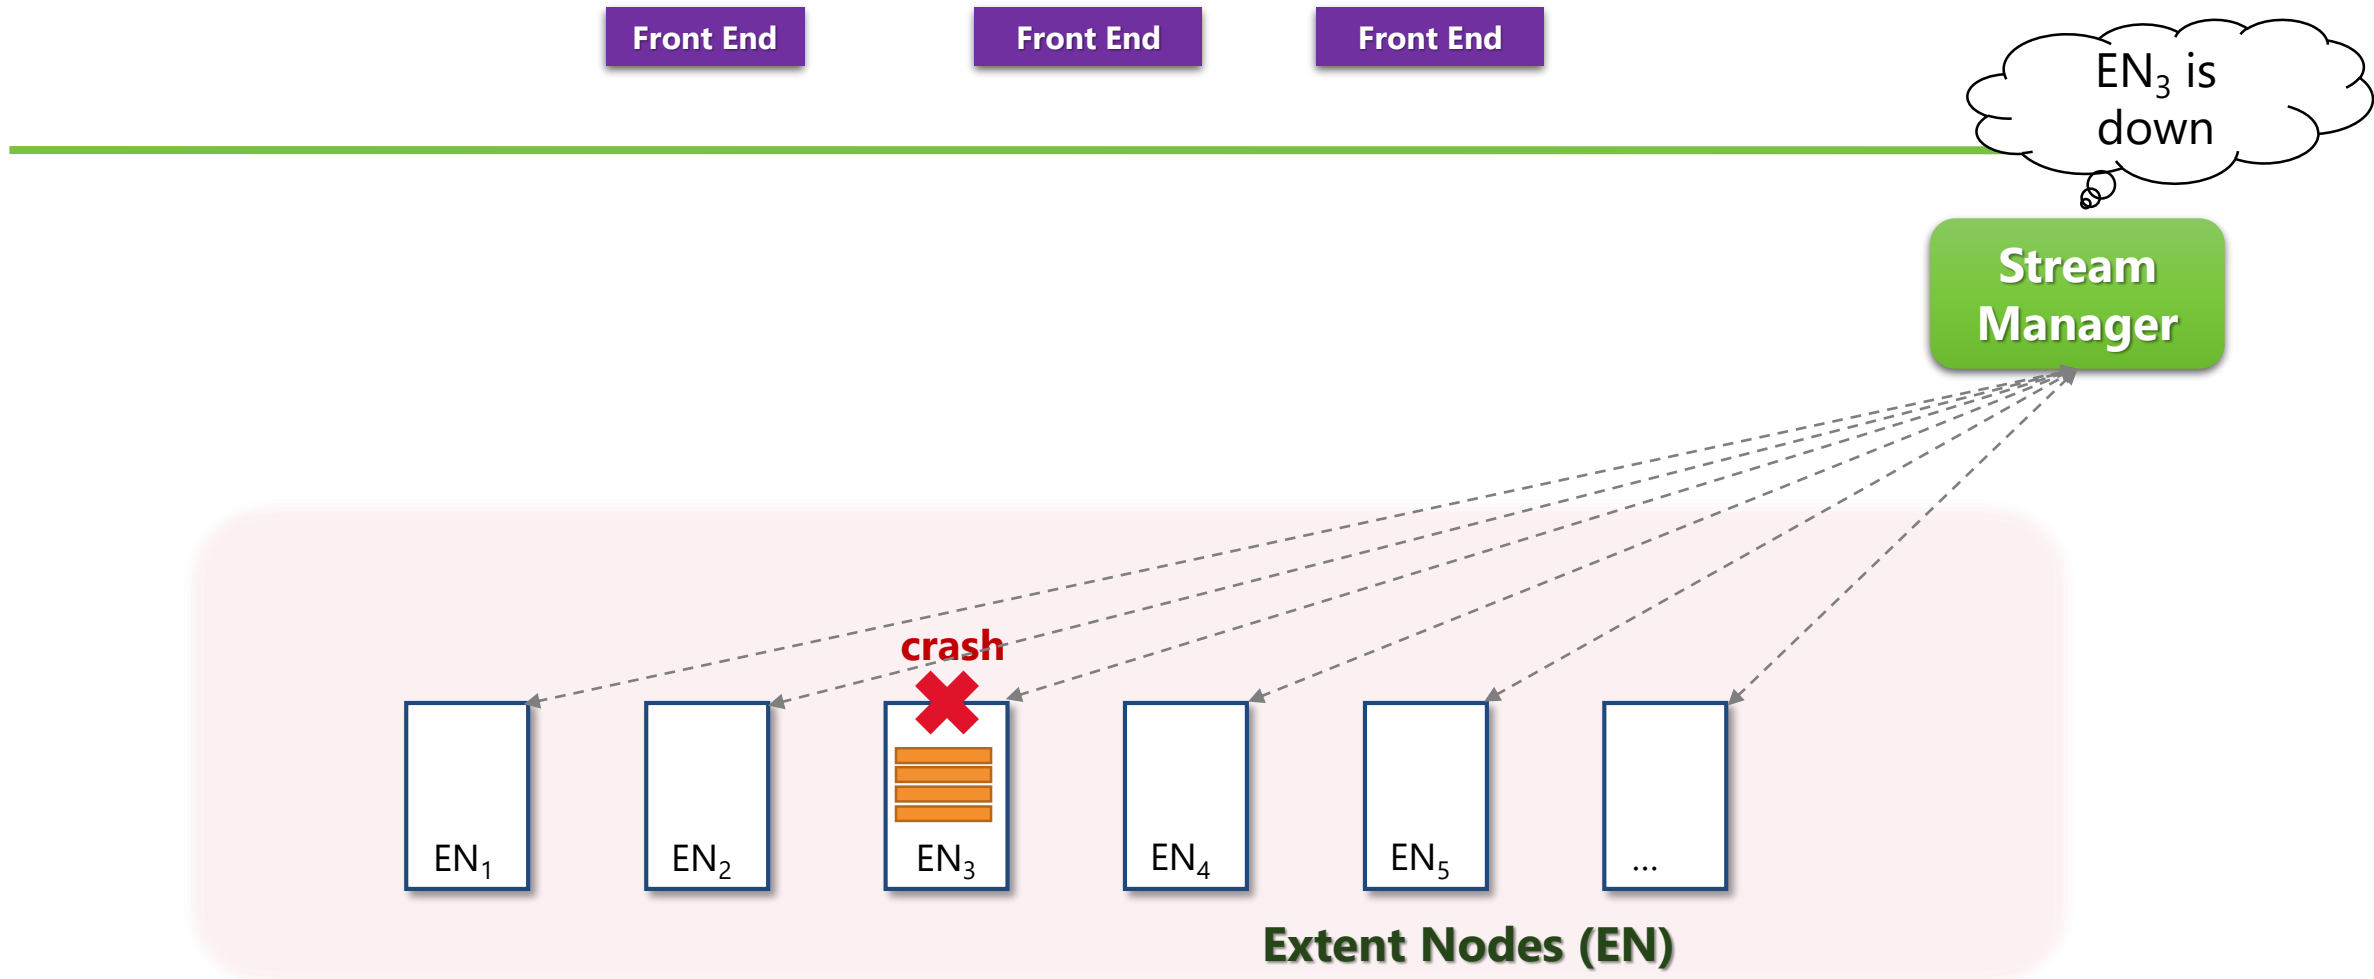 Front End
Front End
Front End
EN₃ is
down
Stream
Manager
crash
EN₁
EN₂
EN₃
EN₄
EN₅
...
Extent Nodes (EN)